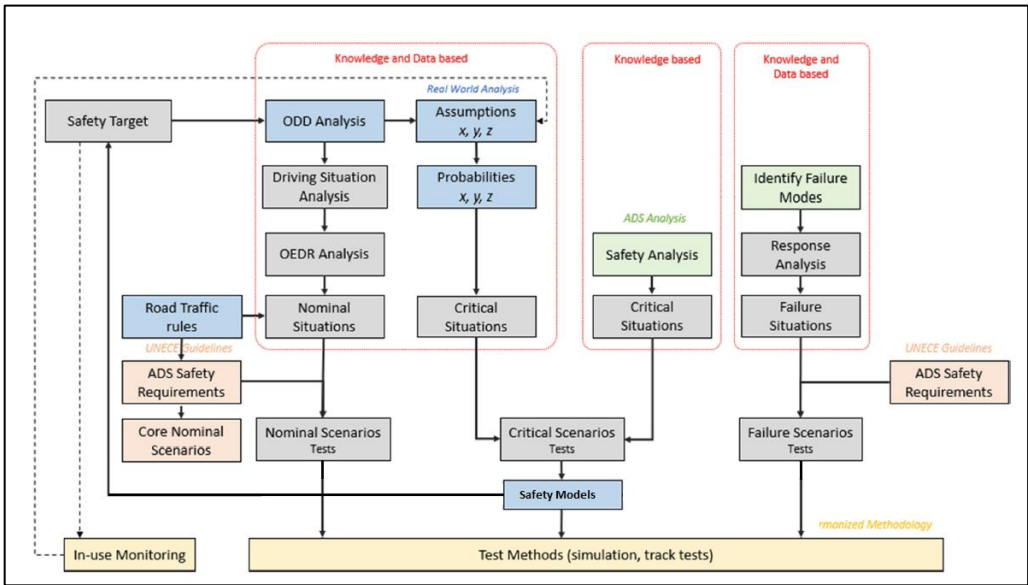 Knowledge and Data based
Knowledge based
Knowledge
and Data based
Real World Analysis
Safety Target
ODD Analysis
Assumptions
x, y, z
Driving Situation
Analysis
Probabilities
x, y, z
Identify Failure
Modes
ADS Analysis
OEDR Analysis
Safety Analysis
Response
Analysis
Road Traffic
rules
Nominal
Situations
Critical
Situations
Critical
Situations
Failure
Situations
UNECE Guidelines
UNECE Guidelines
ADS Safety
Requirements
ADS Safety
Requirements
Core Nominal
Scenarios
Nominal Scenarios
Tests
Critical Scenarios
Tests
Failure Scenarios
Tests
Safety Models
rmonized Methodology
In-use Monitoring
Test Methods (simulation, track tests)